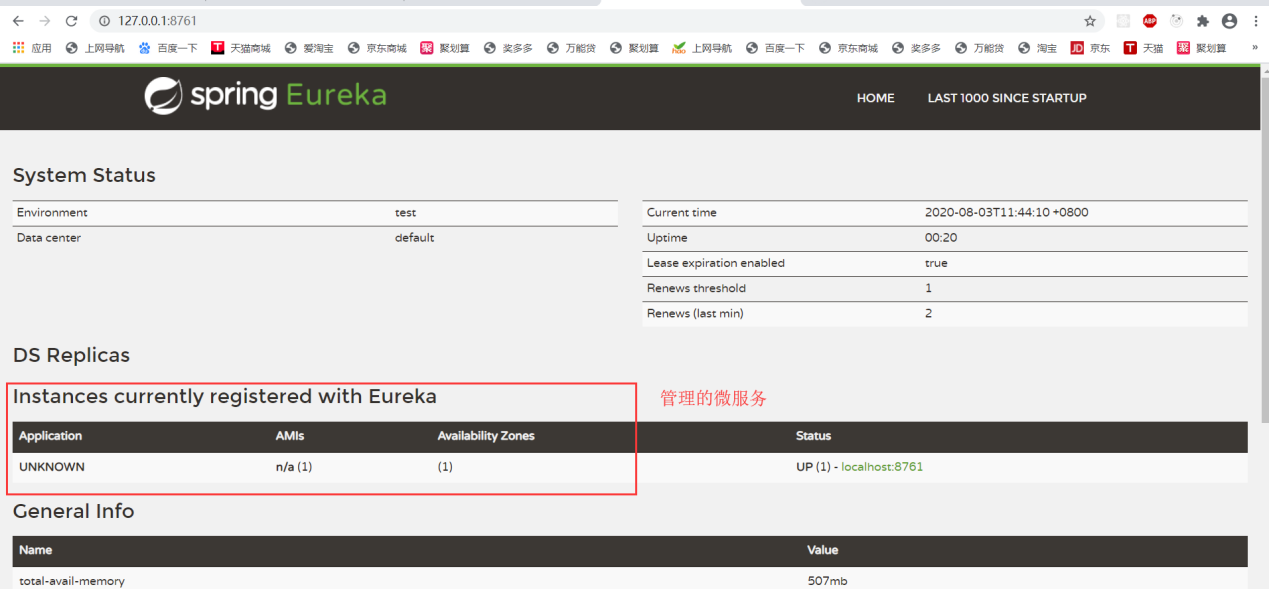 127.0.0.1:8761
应用 上网导航 百度一下 天猫商城 爱淘宝 京东商城 聚划算 奖多多 万能贷 聚划算 上网导航 百度一下 京东商城 奖多多 万能贷 淘宝 京东 天猫 聚划算 »
spring Eureka HOME LAST 1000 SINCE STARTUP
System Status
Environment test Current time 2020-08-03T11:44:10 +0800
Data center default Uptime 00:20
Lease expiration enabled true
Renews threshold 1
Renews (last min) 2
DS Replicas
Instances currently registered with Eureka 管理的微服务
Application AMIs Availability Zones Status
UNKNOWN n/a (1) (1) UP (1) - localhost:8761
General Info
Name Value
total-avail-memory 507mb